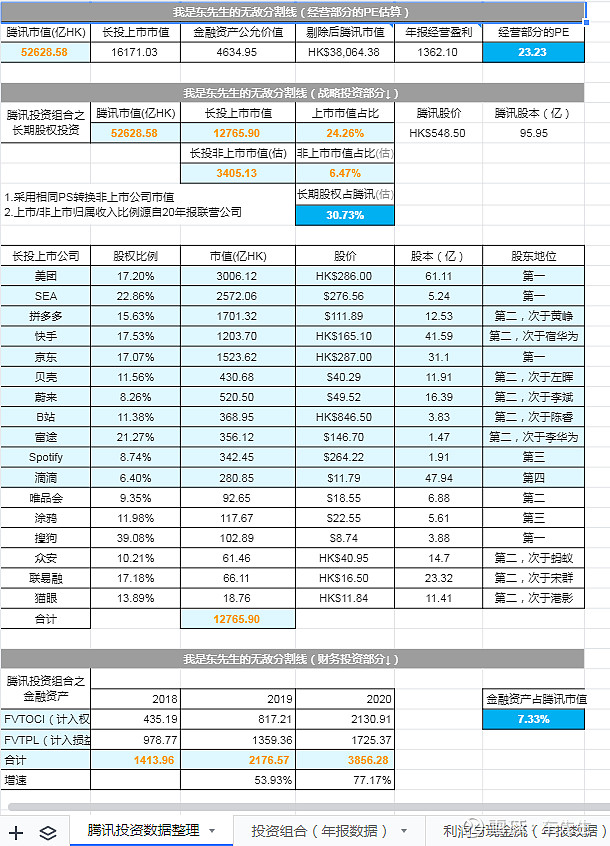 我是东先生的无敌分割线（经营部分的PE估算）
腾讯市值(亿HK) 长投上市市值 金融资产公允价值 剔除后腾讯市值 年报经营盈利 经营部分的PE
52628.58 16171.03 4634.95 HK$38,064.38 1362.10 23.23
我是东先生的无敌分割线（战略投资部分↓）
腾讯投资组合之长期股权投资 腾讯市值(亿HK) 长投上市市值 上市市值占比 腾讯股价 腾讯股本（亿）
52628.58 12765.90 24.26% HK$548.50 95.95
长投非上市市值(估) 非上市市值占比(估)
3405.13 6.47%
1.采用相同PS转换非上市公司市值 长期股权占腾讯(估)
2.上市/非上市归属收入比例源自20年报联营公司 30.73%
长投上市公司 股权比例 市值(亿HK) 股价 股本（亿） 股东地位
美团 17.20% 3006.12 HK$286.00 61.11 第一
SEA 22.86% 2572.06 $276.56 5.24 第一
拼多多 15.63% 1701.32 $111.89 12.53 第二，次于黄峥
快手 17.53% 1203.70 HK$165.10 41.59 第二，次于宿华为
京东 17.07% 1523.62 HK$287.00 31.1 第一
贝壳 11.56% 430.68 $40.29 11.91 第二，次于左晖
蔚来 8.26% 520.50 $49.52 16.39 第二，次于李斌
B站 11.38% 368.95 HK$846.50 3.83 第二，次于陈睿
富途 21.27% 356.12 $146.70 1.47 第二，次于李华为
Spotify 8.74% 342.45 $264.22 1.91 第三
滴滴 6.40% 280.85 $11.79 47.94 第四
唯品会 9.35% 92.65 $18.55 6.88 第二
涂鸦 11.98% 117.67 $22.55 5.61 第三
搜狗 39.08% 102.89 $8.74 3.88 第一
众安 10.21% 61.46 HK$40.95 14.7 第二，次于蚂蚁
联易融 17.18% 66.11 HK$16.50 23.32 第二，次于宋群
猫眼 13.89% 18.76 HK$11.84 11.41 第二，次于港影
合计 12765.90
我是东先生的无敌分割线（财务投资部分↓）
腾讯投资组合之
金融资产 2018 2019 2020 金融资产占腾讯市值
FVTOCI（计入权 435.19 817.21 2130.91 7.33%
FVTPL（计入损益 978.77 1359.36 1725.37
合计 1413.96 2176.57 3856.28
增速 53.93% 77.17%
腾讯投资数据整理 投资组合（年报数据） 利润与现金流（年报数据）